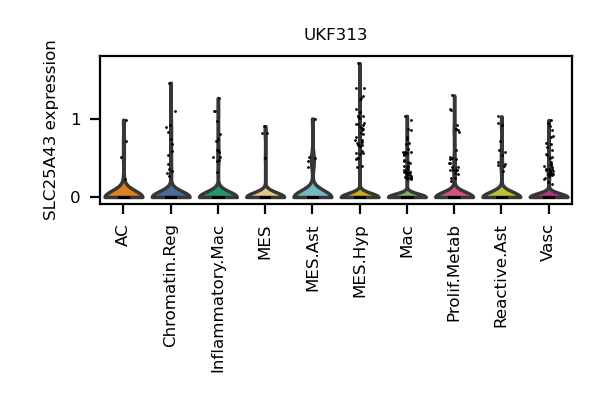 UKF313
SLC25A43 expression
1
0
AC
Chromatin.Reg
Inflammatory.Mac
MES
MES.Ast
MES.Hyp
Mac
Prolif.Metab
Reactive.Ast
Vasc